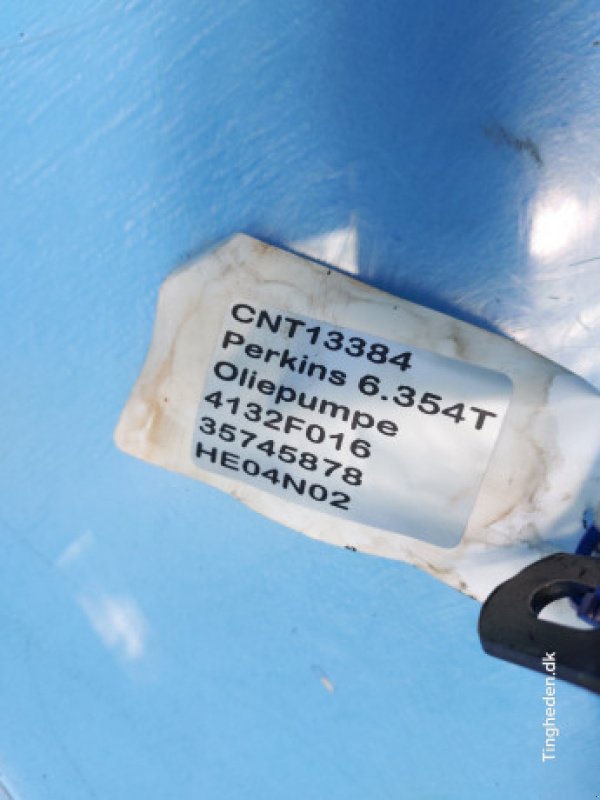 CNT13384
Perkins 6.354T
Oliepumpe
4132F016
35745878
HE04N02
Tingheden.dk